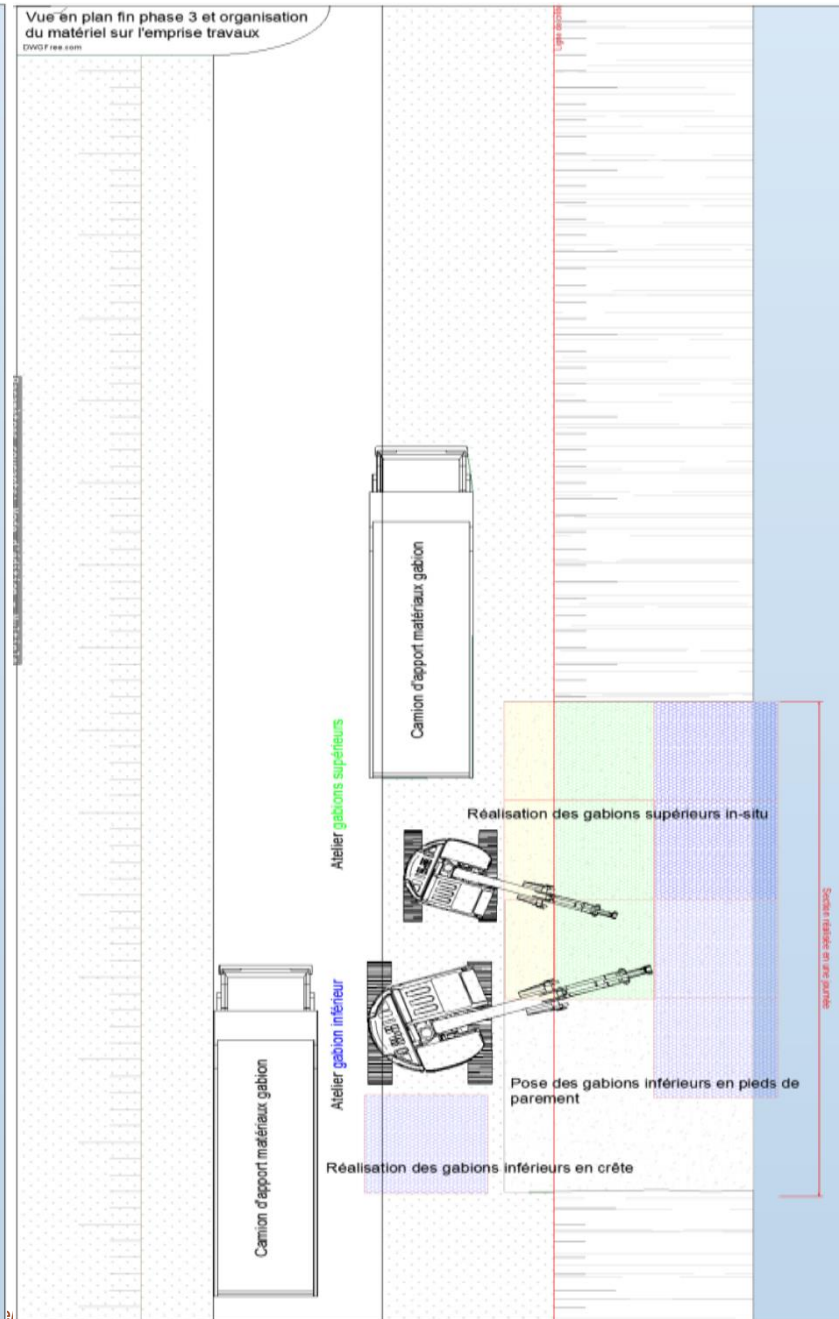 Vue en plan fin phase 3 et organisation
du matériel sur l'emprise travaux
DWGFree.com
Camion d'apport matériaux gabion
Atelier gabions supérieurs
Réalisation des gabions supérieurs in-situ
Section réalisée en une journée
Atelier gabion inférieur
Camion d'apport matériaux gabion
Pose des gabions inférieurs en pieds de
parement
Réalisation des gabions inférieurs en crête